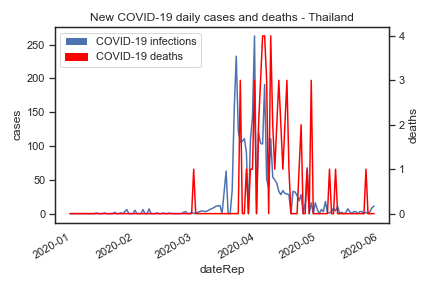 New COVID-19 daily cases and deaths - Thailand
COVID-19 infections
COVID-19 deaths
cases
250
200
150
100
50
0
deaths
4
3
2
1
0
2020-01
2020-02
2020-03
2020-04
2020-05
2020-06
dateRep